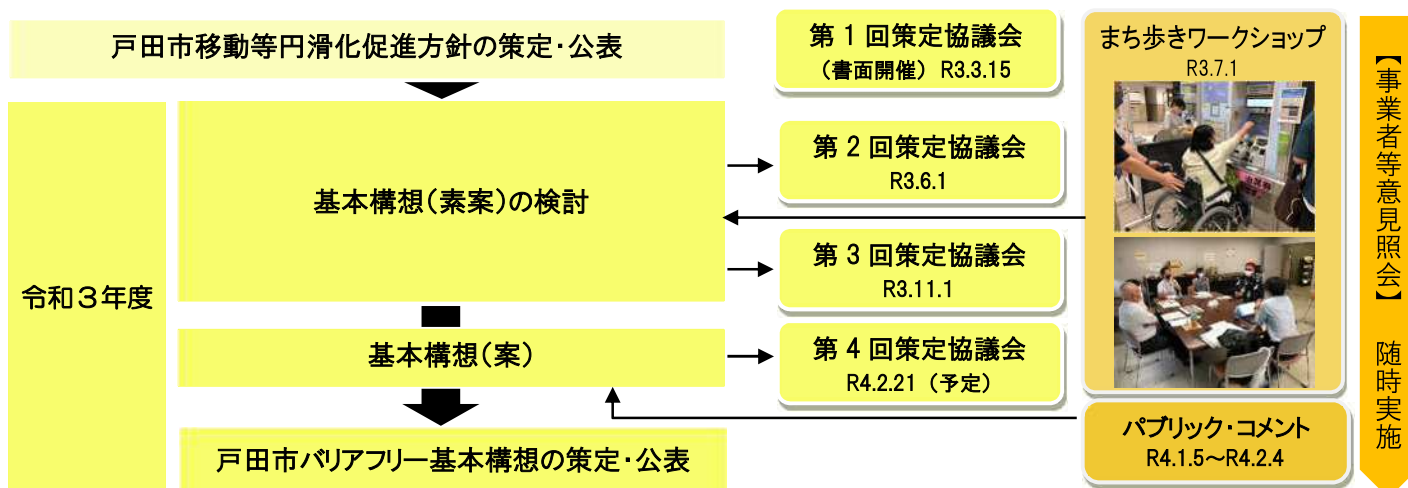 戸田市移動等円滑化促進方針の策定・公表
令和３年度
基本構想（素案）の検討
基本構想（案）
戸田市バリアフリー基本構想の策定・公表
第 1 回策定協議会
（書面開催） R3.3.15
第 2 回策定協議会
R3.6.1
第 3 回策定協議会
R3.11.1
第 4 回策定協議会
R4.2.21（予定）
まち歩きワークショップ
R3.7.1
パブリック・コメント
R4.1.5～R4.2.4
【事業者等意見照会】 随時実施